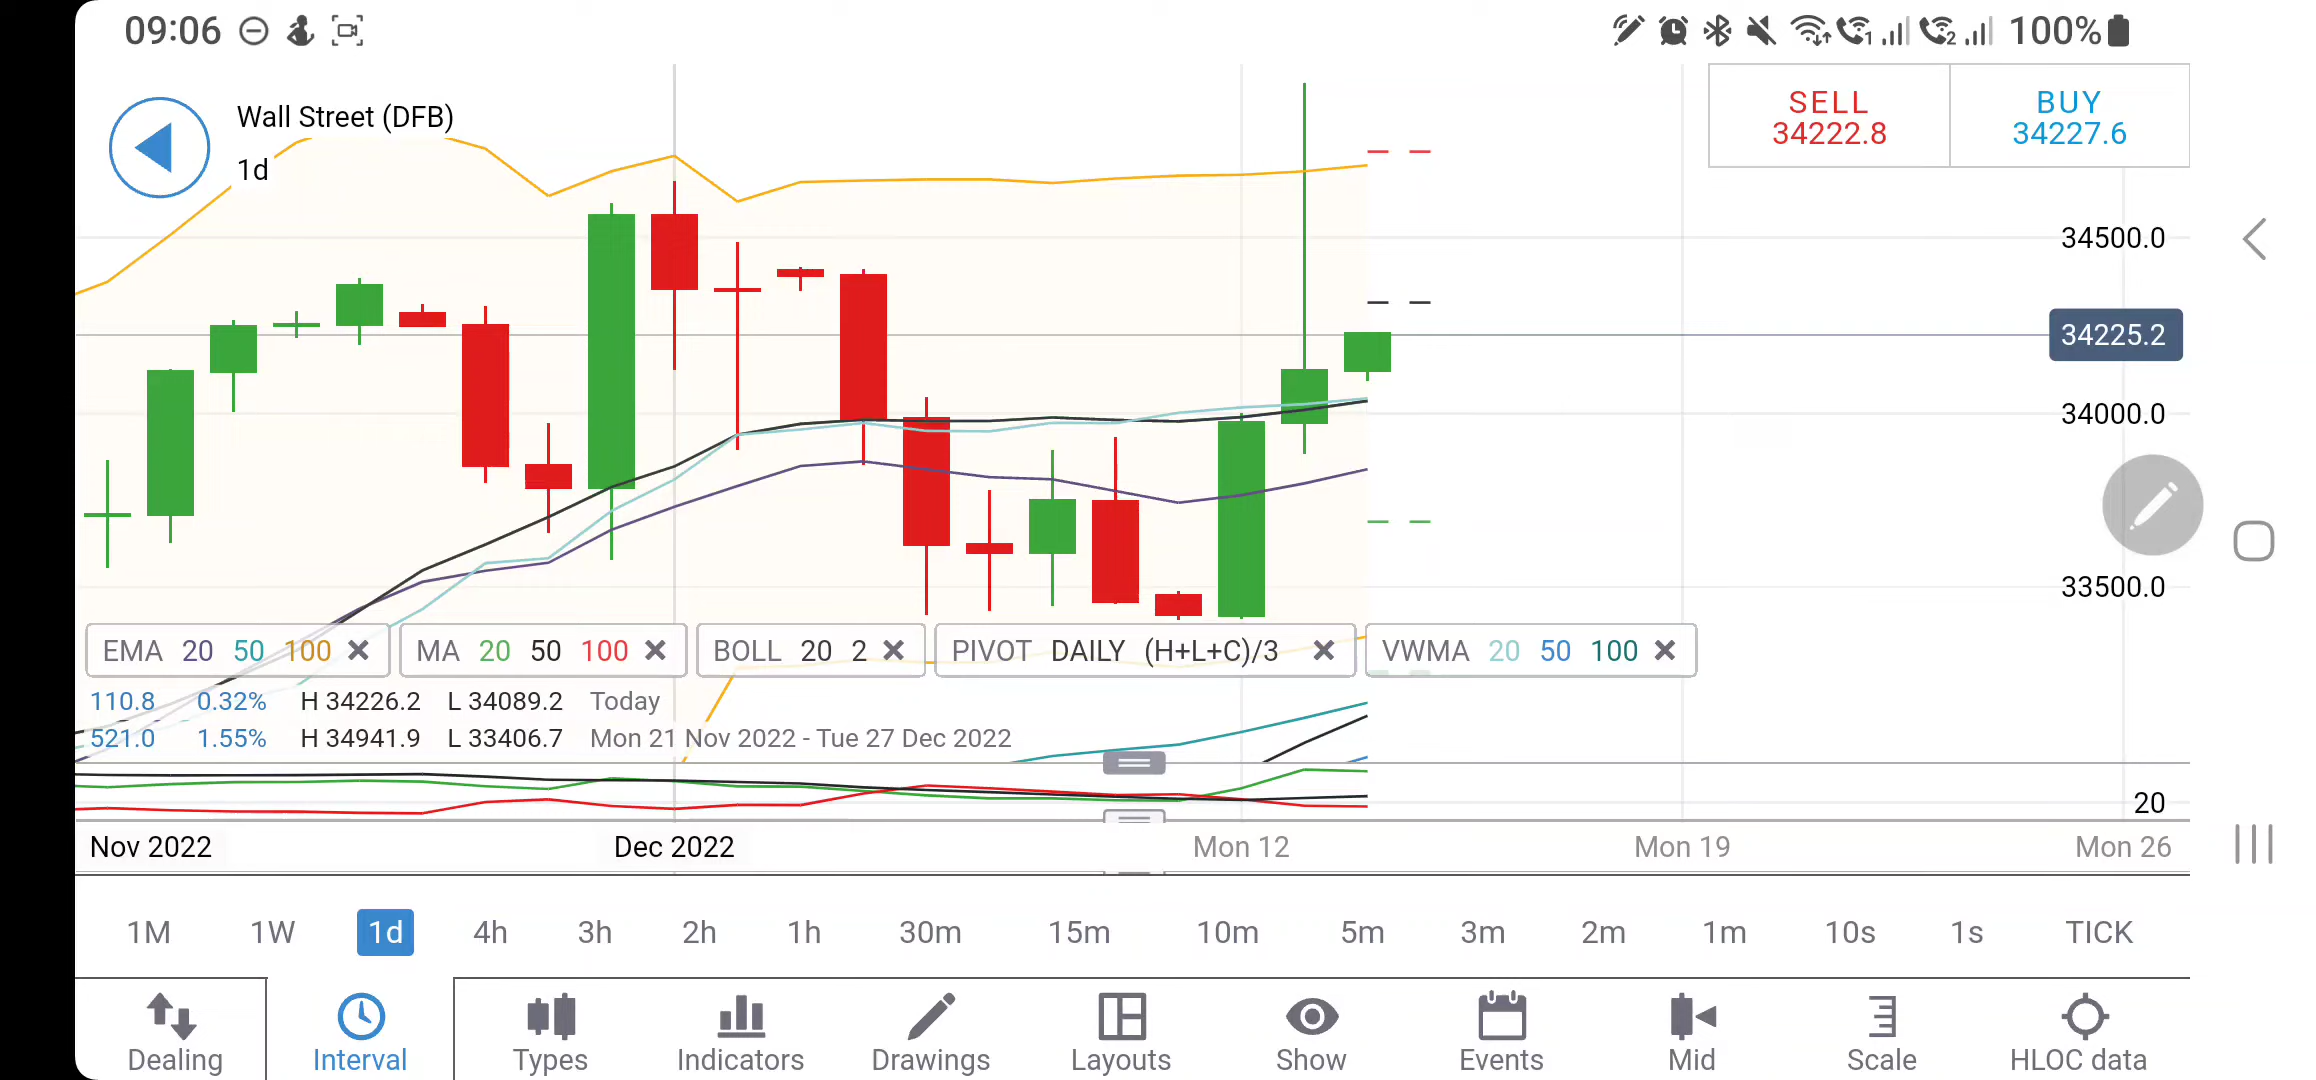 09:06
100%
Wall Street (DFB)
1d
SELL
34222.8
BUY
34227.6
34500.0
34225.2
34000.0
33500.0
EMA 20 50 100
MA 20 50 100
BOLL 20 2
PIVOT DAILY (H+L+C)/3
VWMA 20 50 100
110.8 0.32% H 34226.2 L 34089.2 Today
521.0 1.55% H 34941.9 L 33406.7 Mon 21 Nov 2022 - Tue 27 Dec 2022
20
Nov 2022 Dec 2022 Mon 12 Mon 19 Mon 26
1M 1W 1d 4h 3h 2h 1h 30m 15m 10m 5m 3m 2m 1m 10s 1s TICK
Dealing Interval Types Indicators Drawings Layouts Show Events Mid Scale HLOC data